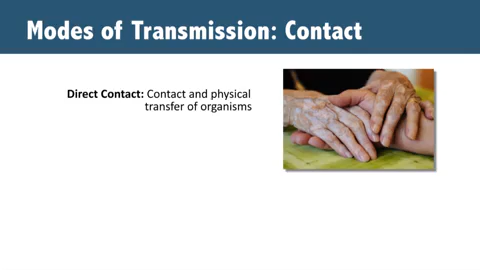 Modes of Transmission: Contact
Direct Contact: Contact and physical
transfer of organisms